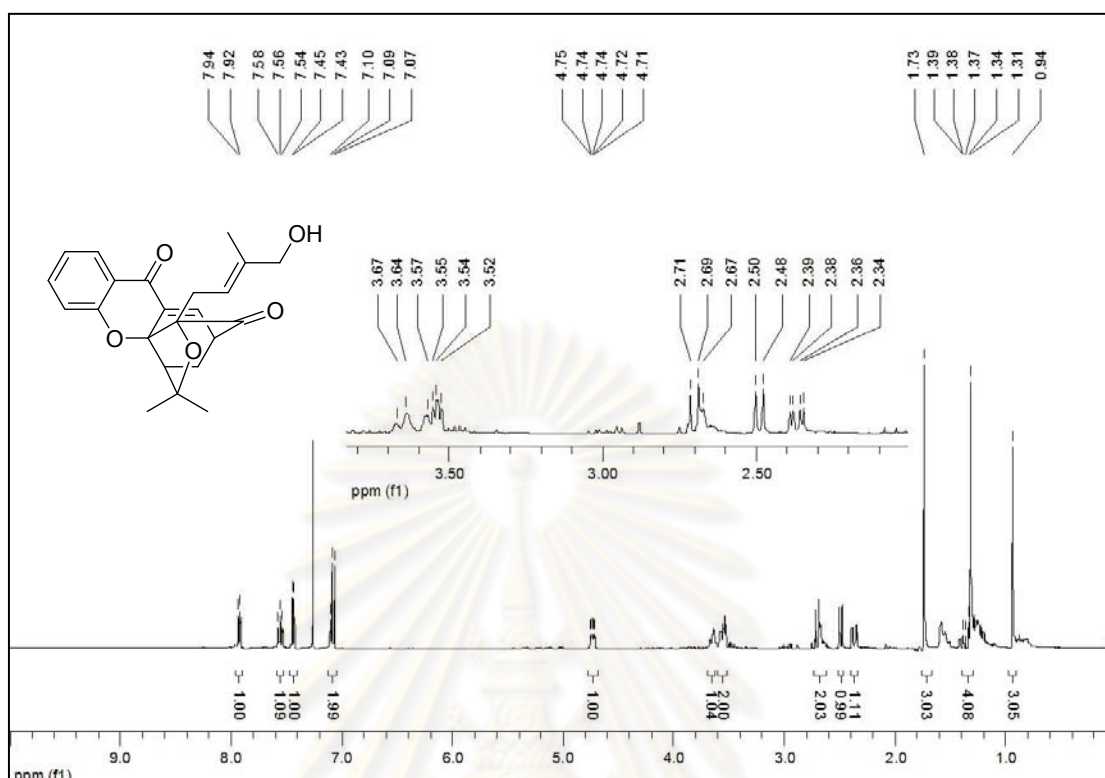 7.94 7.92 7.58 7.56 7.54 7.45 7.43 7.10 7.09 7.07 4.75 4.74 4.74 4.72 4.71 1.73 1.39 1.38 1.37 1.34 1.31 0.94
OH
O
O
O
O
3.67 3.64 3.57 3.55 3.54 3.52 2.71 2.69 2.67 2.50 2.48 2.39 2.38 2.36 2.34
3.50 3.00 2.50
ppm (f1)
1.00 1.09 1.00 1.99 1.00 1.04 2.00 2.03 0.99 1.11 3.03 4.08 3.05
9.0 8.0 7.0 6.0 5.0 4.0 3.0 2.0 1.0
ppm (f1)